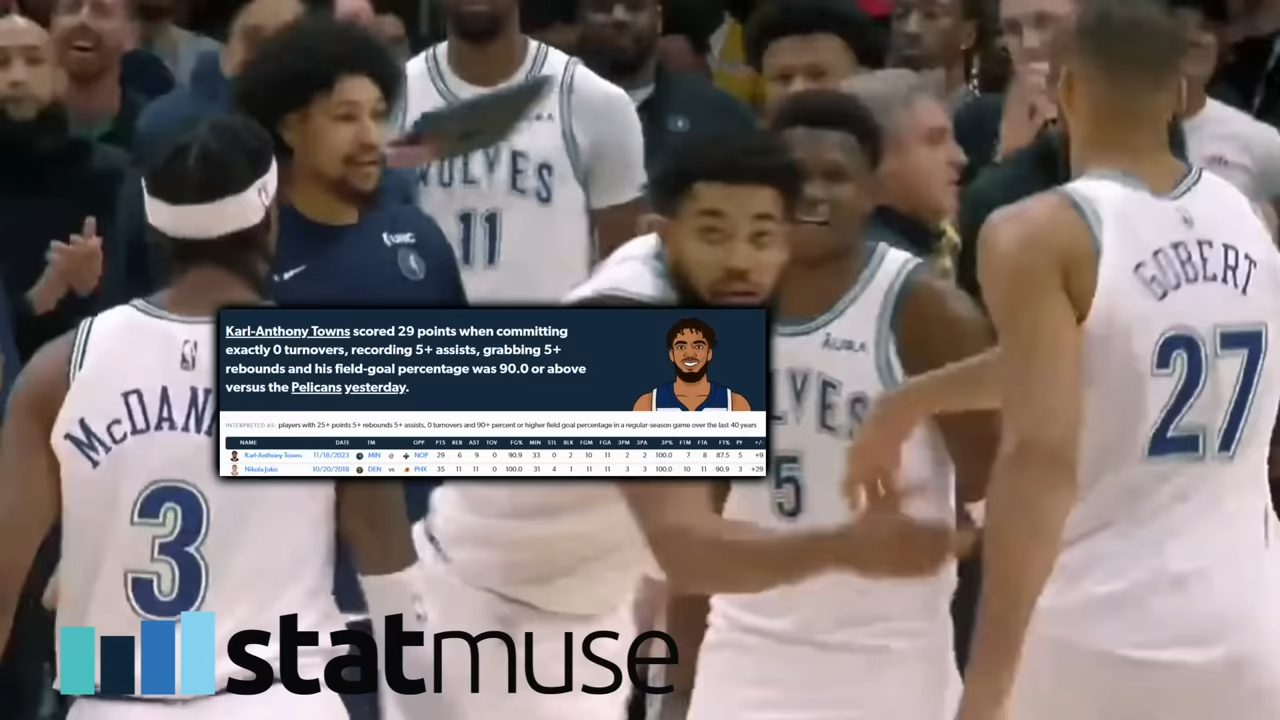 WOLVES
11
GOBERT
27
McDAN
3
LVES
5
Karl-Anthony Towns scored 29 points when committing
exactly 0 turnovers, recording 5+ assists, grabbing 5+
rebounds and his field-goal percentage was 90.0 or above
versus the Pelicans yesterday.
INTERPRETED AS: players with 25+ points 5+ rebounds 5+ assists, 0 turnovers and 90+ percent or higher field goal percentage in a regular-season game over the last 40 years
NAME DATE TM OPP PTS REB AST TOV FG% MIN STL BLK FGM FGA 3PM 3PA 3P% FTM FTA FT% PF +/-
Karl-Anthony Towns 11/18/2023 MIN @ NOP 29 6 9 0 90.9 33 0 2 10 11 2 2 100.0 7 8 87.5 5 +9
Nikola Jokic 10/20/2018 DEN vs PHX 35 11 11 0 100.0 31 4 1 11 11 3 3 100.0 10 11 90.9 3 +29
statmuse